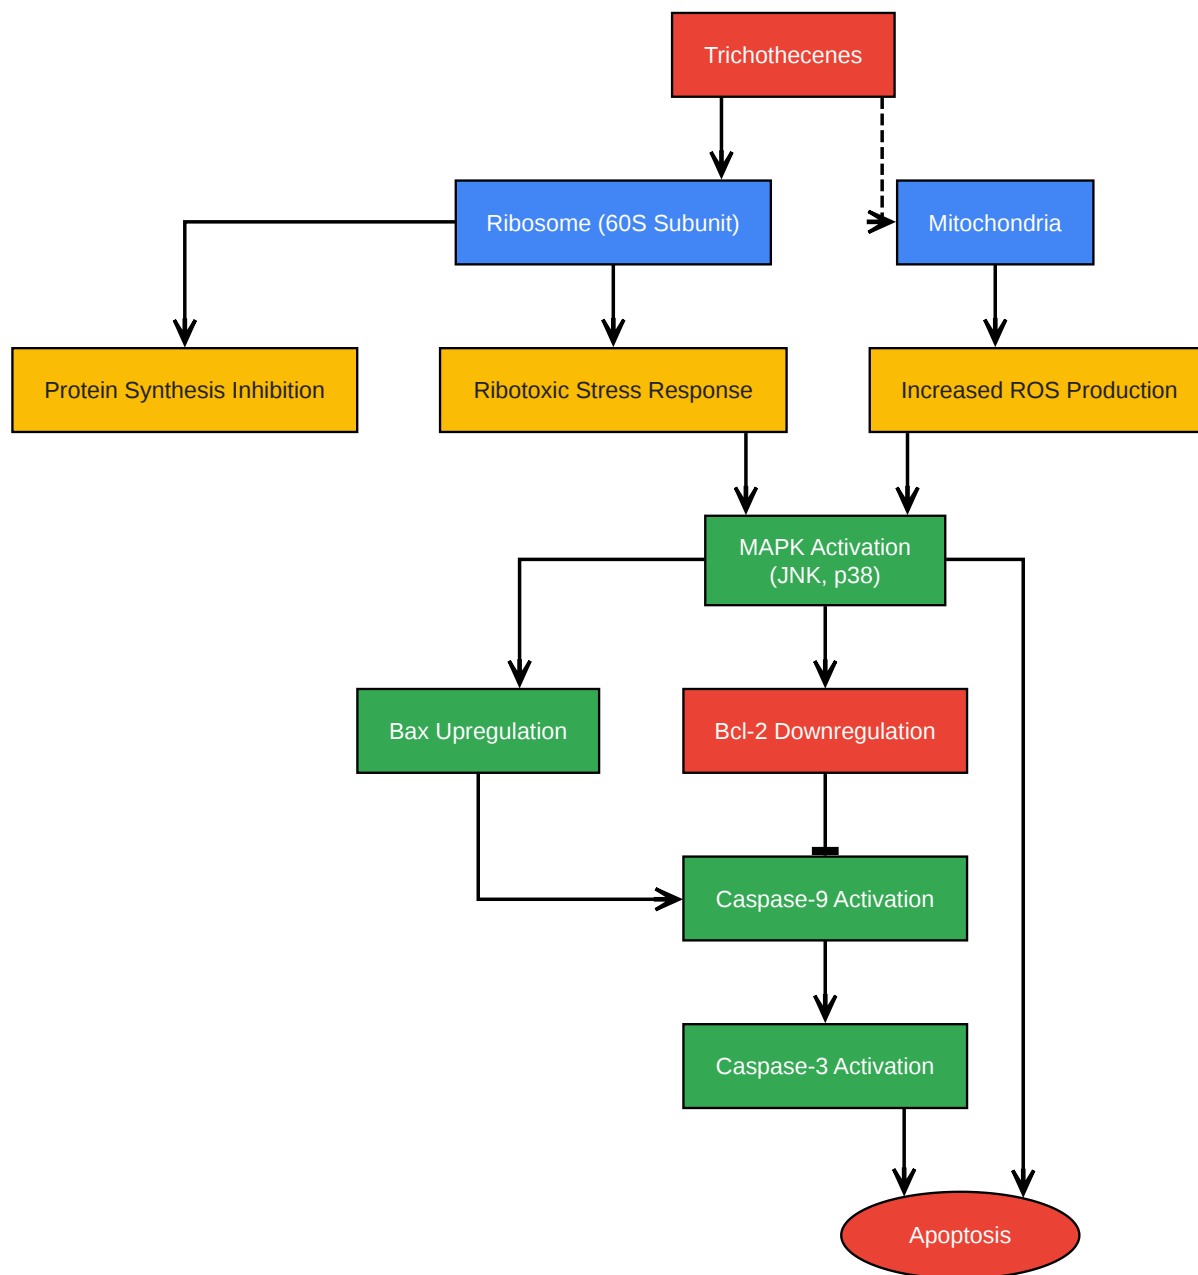 Trichothecenes
Ribosome (60S Subunit)
Mitochondria
Protein Synthesis Inhibition
Ribotoxic Stress Response
Increased ROS Production
MAPK Activation
(JNK, p38)
Bax Upregulation
Bcl-2 Downregulation
Caspase-9 Activation
Caspase-3 Activation
Apoptosis